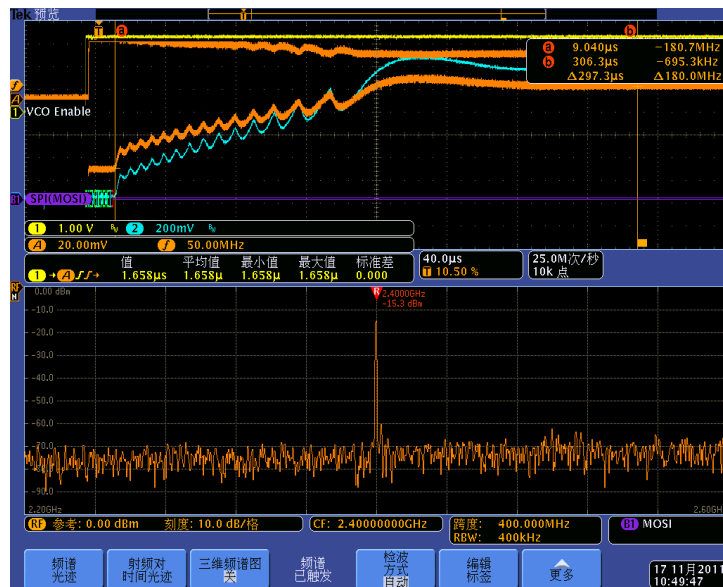 Tek 预览
T
a
b
a 9.040µs -180.7MHz
b 306.3µs -695.3kHz
Δ297.3µs Δ180.0MHz
f
A
1
VCO Enable
B1 SPI(MOSI)
1 1.00 V 2 200mV
A 20.00mV f 50.00MHz
值 平均值 最小值 最大值 标准差
1 → A 1.658µs 1.658µ 1.658µ 1.658µ 0.000
40.0µs
T 10.50 %
25.0M次/秒
10k 点
RF
N
0.00 dBm
R 2.4000GHz
-15.3 dBm
-10.0
-20.0
-30.0
-40.0
-50.0
-60.0
-70.0
-90.0
2.20GHz
2.60G
RF 参考: 0.00 dBm 刻度: 10.0 dB/格
CF: 2.40000000GHz
跨度: 400.000MHz
RBW: 400kHz
B1 MOSI
频谱
光迹
射频对
时间光迹
三维频谱图
关
频谱
已触发
检波
方式
自动
编辑
标签
更多
17 11月2011
10:49:47